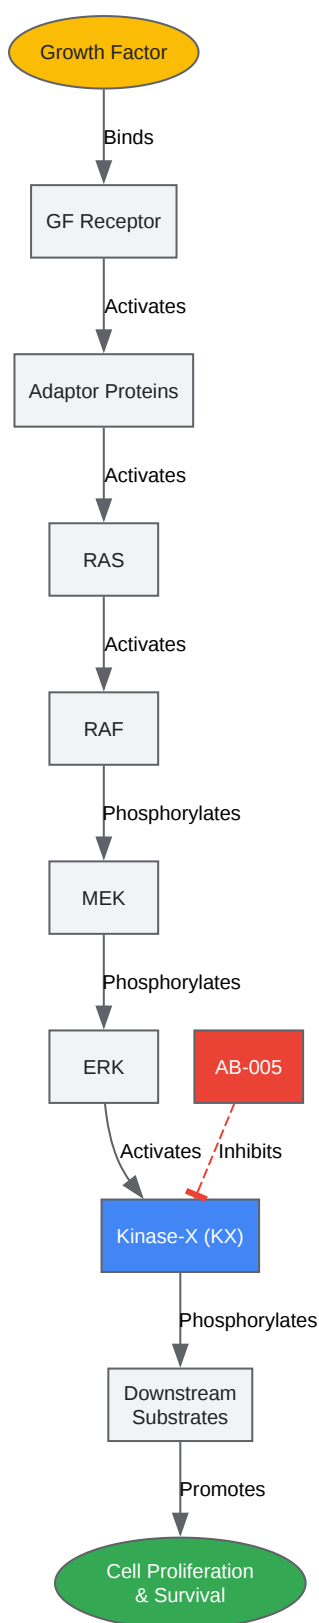 Growth Factor
Binds
GF Receptor
Activates
Adaptor Proteins
Activates
RAS
Activates
RAF
Phosphorylates
MEK
Phosphorylates
ERK
AB-005
Activates
Inhibits
Kinase-X (KX)
Phosphorylates
Downstream
Substrates
Promotes
Cell Proliferation
& Survival